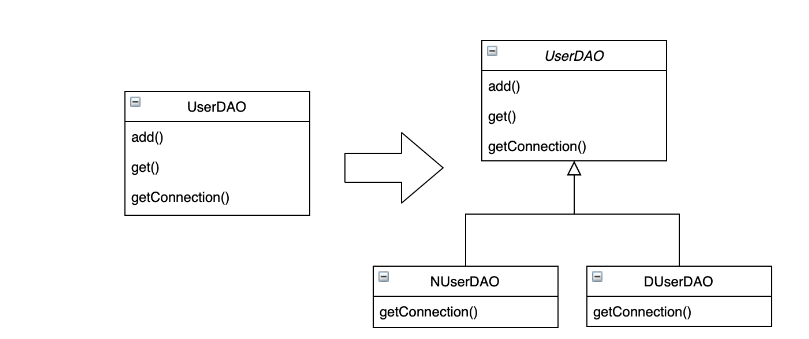 UserDAO
add()
get()
getConnection()
UserDAO
add()
get()
getConnection()
NUserDAO
getConnection()
DUserDAO
getConnection()